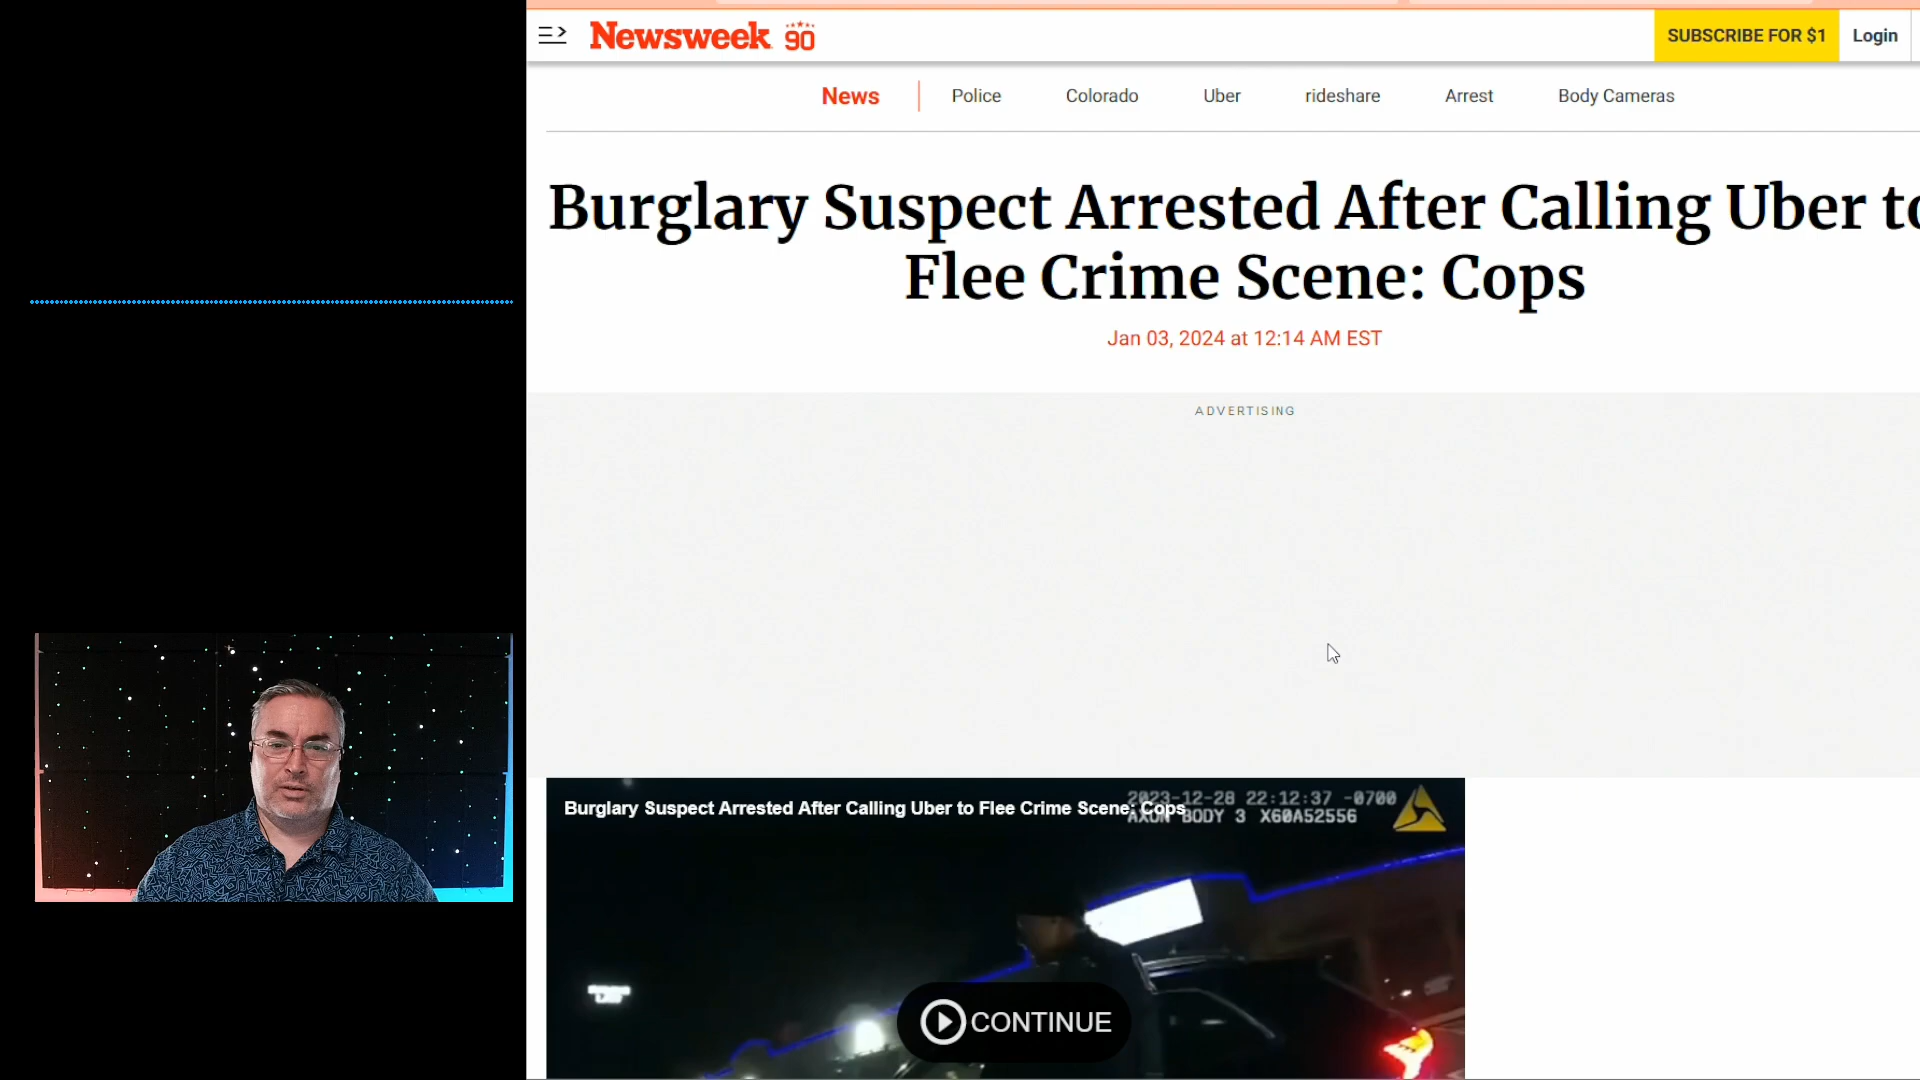 Newsweek 90
SUBSCRIBE FOR $1
Login
News
Police
Colorado
Uber
rideshare
Arrest
Body Cameras
Burglary Suspect Arrested After Calling Uber to
Flee Crime Scene: Cops
Jan 03, 2024 at 12:14 AM EST
ADVERTISING
Burglary Suspect Arrested After Calling Uber to Flee Crime Scene: Cops
2023-12-28 22:12:37 -0700
AXON BODY 3 X60A52556
CONTINUE